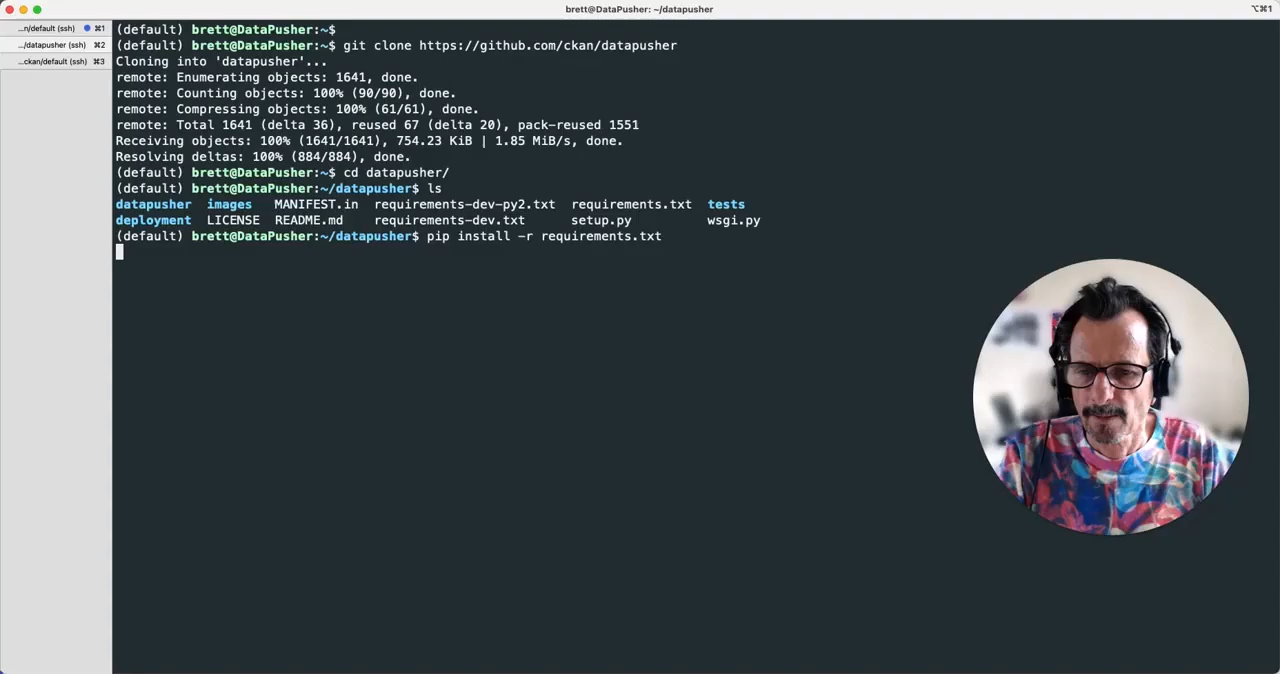 brett@DataPusher: ~/datapusher
⌥⌘1
...n/default (ssh) ⌘1
.../datapusher (ssh) ⌘2
...ckan/default (ssh) ⌘3
(default) brett@DataPusher:~$
(default) brett@DataPusher:~$ git clone https://github.com/ckan/datapusher
Cloning into 'datapusher'...
remote: Enumerating objects: 1641, done.
remote: Counting objects: 100% (90/90), done.
remote: Compressing objects: 100% (61/61), done.
remote: Total 1641 (delta 36), reused 67 (delta 20), pack-reused 1551
Receiving objects: 100% (1641/1641), 754.23 KiB | 1.85 MiB/s, done.
Resolving deltas: 100% (884/884), done.
(default) brett@DataPusher:~$ cd datapusher/
(default) brett@DataPusher:~/datapusher$ ls
datapusher images MANIFEST.in requirements-dev-py2.txt requirements.txt tests
deployment LICENSE README.md requirements-dev.txt setup.py wsgi.py
(default) brett@DataPusher:~/datapusher$ pip install -r requirements.txt